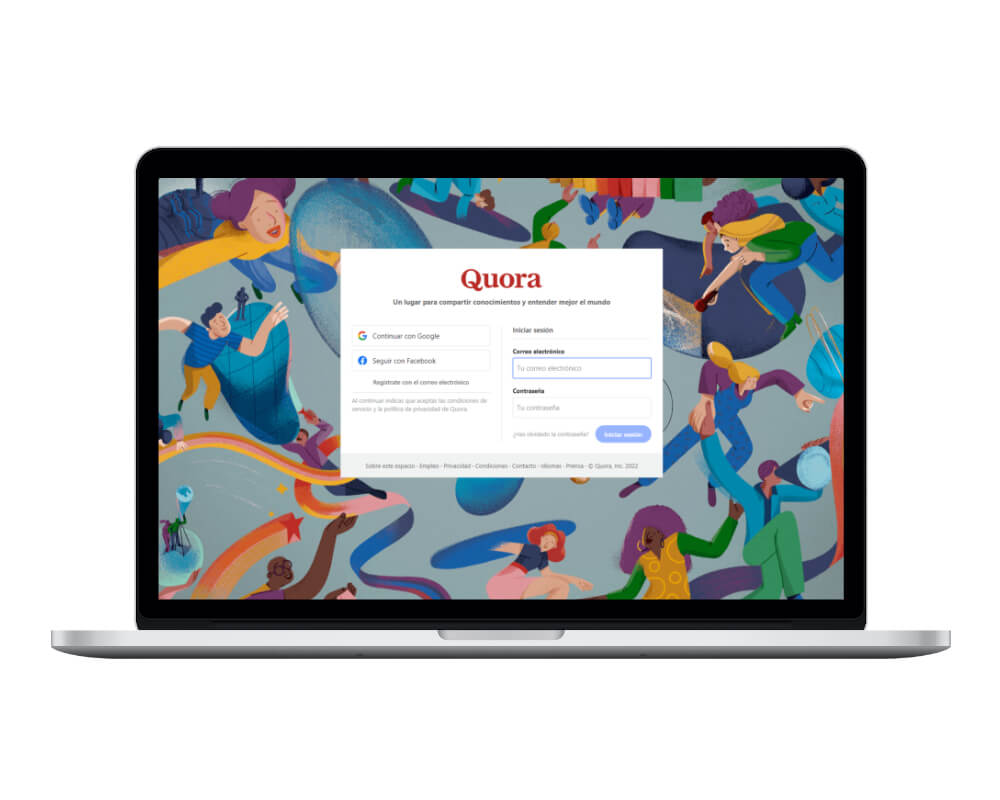 Quora
Un lugar para compartir conocimientos y entender mejor el mundo
Continuar con Google
Seguir con Facebook
Regístrate con el correo electrónico
Al continuar indicas que aceptas las condiciones de
servicio y la política de privacidad de Quora.
Iniciar sesión
Correo electrónico
Tu correo electrónico
Contraseña
Tu contraseña
¿Has olvidado la contraseña?
Iniciar sesión
Sobre este espacio · Empleo · Privacidad · Condiciones · Contacto · Idiomas · Prensa · © Quora, Inc. 2022